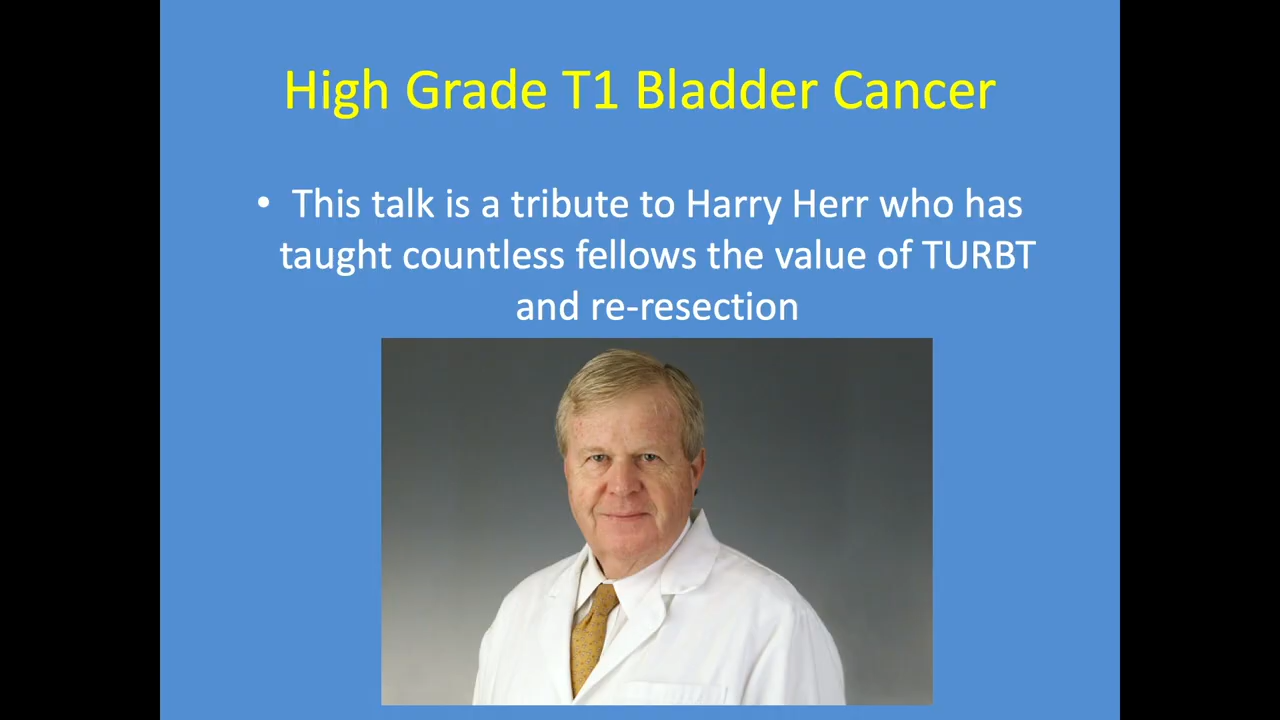 High Grade T1 Bladder Cancer
• This talk is a tribute to Harry Herr who has
taught countless fellows the value of TURBT
and re-resection